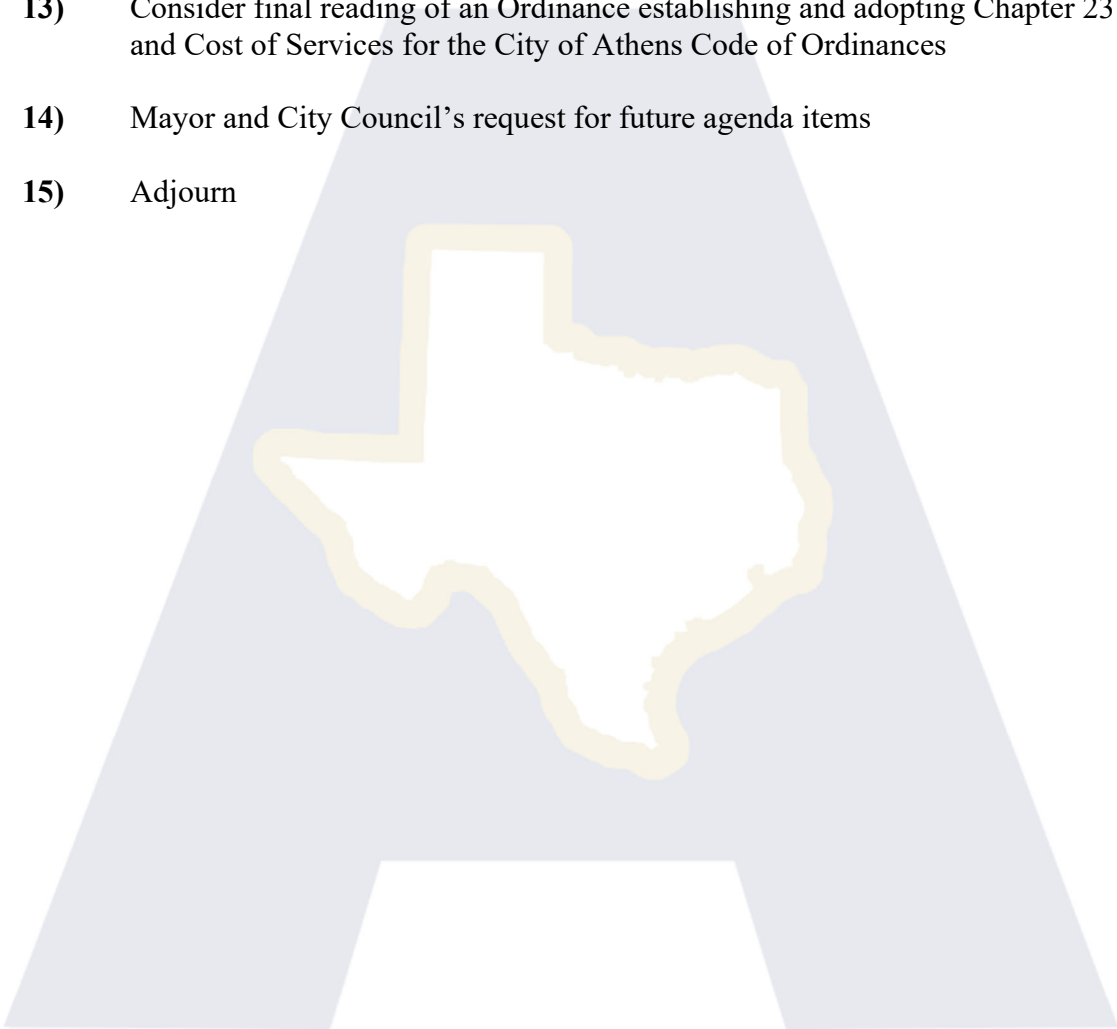 13) Consider final reading of an Ordinance establishing and adopting Chapter 23
and Cost of Services for the City of Athens Code of Ordinances
14) Mayor and City Council’s request for future agenda items
15) Adjourn